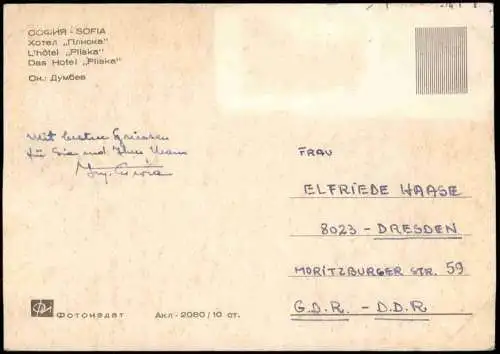 СОФИЯ - SOFIA
Хотел „Плиска"
L'hôtel „Pliska"
Das Hotel „Pliska"
Сн.: Думбев
Mit besten Grüssen
für Sie und Ihren Mann
FRAU
ELFRIEDE HAASE
8023 - DRESDEN
MORITZBURGER STR. 59
G.D.R. - D.D.R
Фотоиздат Акл - 2080/10 ст.